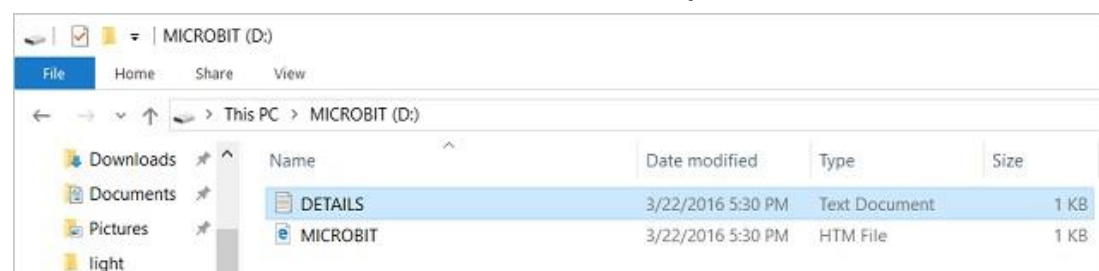 MICROBIT (D:)
File Home Share View
This PC > MICROBIT (D:)
Downloads
Name Date modified Type Size
Documents
DETAILS 3/22/2016 5:30 PM Text Document 1 KB
Pictures
MICROBIT 3/22/2016 5:30 PM HTM File 1 KB
light